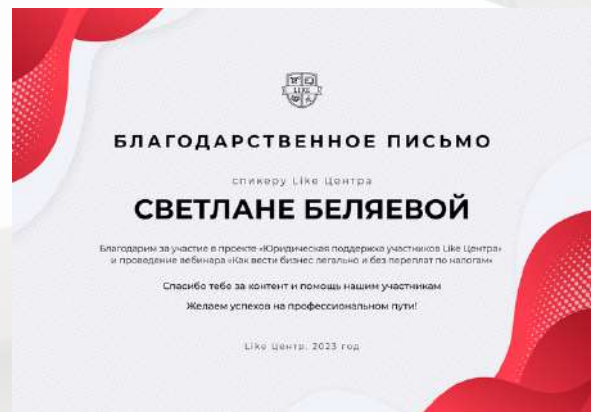 LIKE
БЛАГОДАРСТВЕННОЕ ПИСЬМО
спикеру Like Центра
СВЕТЛАНЕ БЕЛЯЕВОЙ
Благодарим за участие в проекте «Юридическая поддержка участников Like Центра»
и проведение вебинара «Как вести бизнес легально и без переплат по налогам»
Спасибо тебе за контент и помощь нашим участникам
Желаем успехов на профессиональном пути!
Like Центр, 2023 год